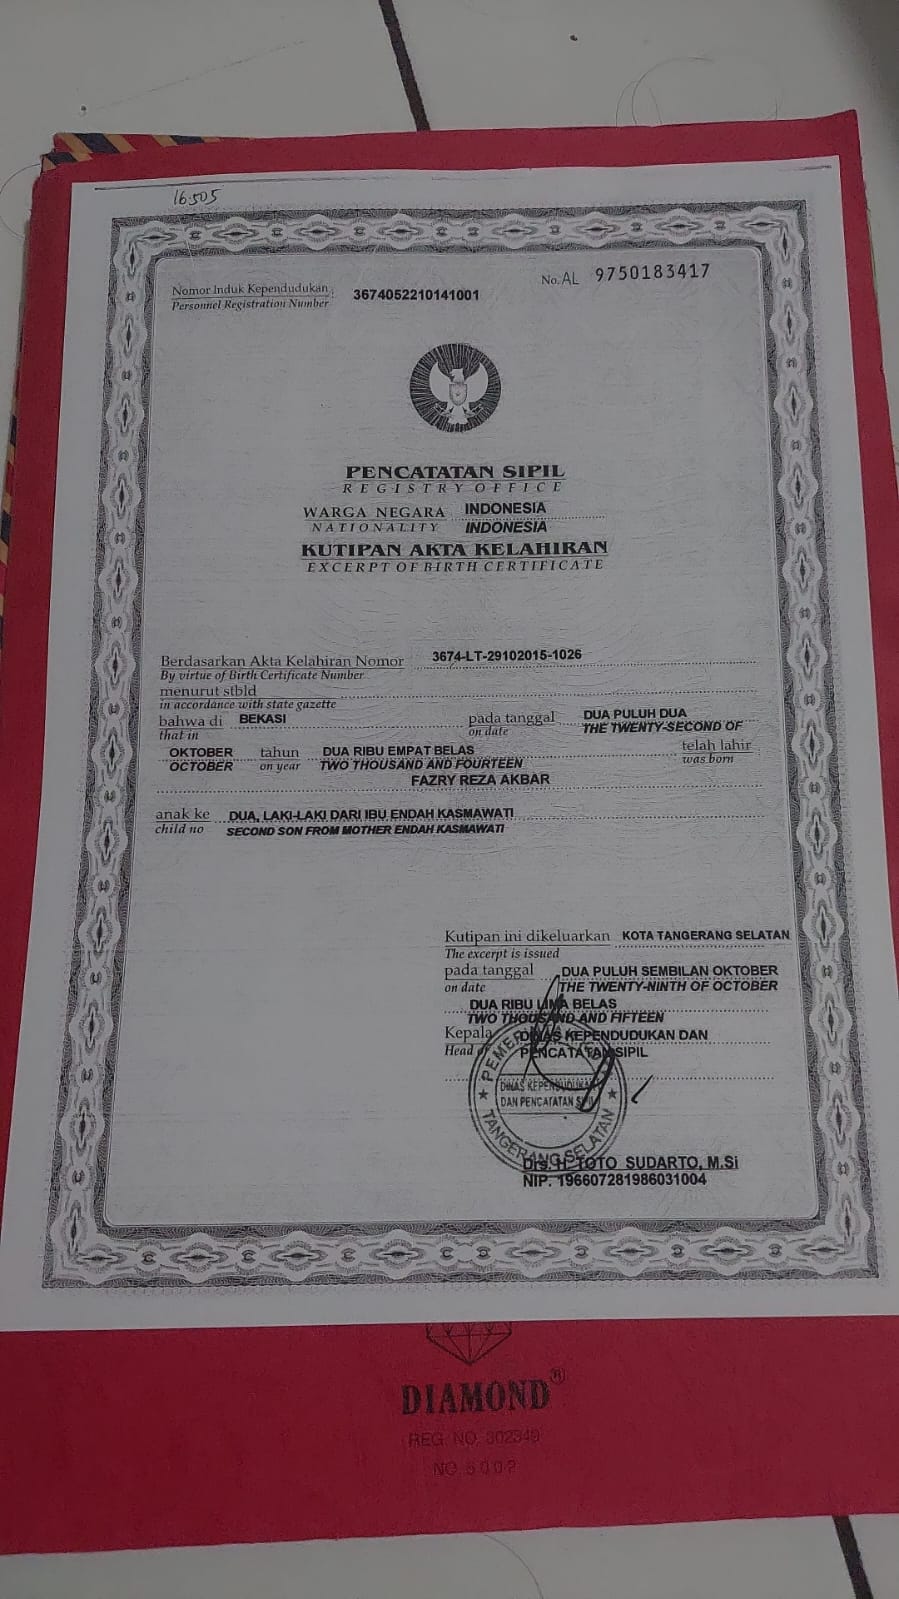 16505
No. AL 9750183417
Nomor Induk Kependudukan : 3674052210141001
Personnel Registration Number
PENCATATAN SIPIL
REGISTRY OFFICE
WARGA NEGARA INDONESIA
NATIONALITY INDONESIA
KUTIPAN AKTA KELAHIRAN
EXCERPT OF BIRTH CERTIFICATE
Berdasarkan Akta Kelahiran Nomor 3674-LT-29102015-1026
By virtue of Birth Certificate Number
menurut stbld
in accordance with state gazette
bahwa di BEKASI pada tanggal DUA PULUH DUA
that in on date THE TWENTY-SECOND OF
OKTOBER tahun DUA RIBU EMPAT BELAS telah lahir
OCTOBER on year TWO THOUSAND AND FOURTEEN was born
FAZRY REZA AKBAR
anak ke DUA, LAKI-LAKI DARI IBU ENDAH KASMAWATI
child no SECOND SON FROM MOTHER ENDAH KASMAWATI
Kutipan ini dikeluarkan KOTA TANGERANG SELATAN
The excerpt is issued
pada tanggal DUA PULUH SEMBILAN OKTOBER
on date THE TWENTY-NINTH OF OCTOBER
DUA RIBU LIMA BELAS
TWO THOUSAND AND FIFTEEN
Kepala DINAS KEPENDUDUKAN DAN
Head of PENCATATAN SIPIL
DINAS KEPENDUDUKAN
DAN PENCATATAN SIPIL
TANGERANG SELATAN
Drs. H. TOTO SUDARTO, M.Si
NIP. 196607281986031004
DIAMOND ®
REG. NO. 302349
NO. 5002